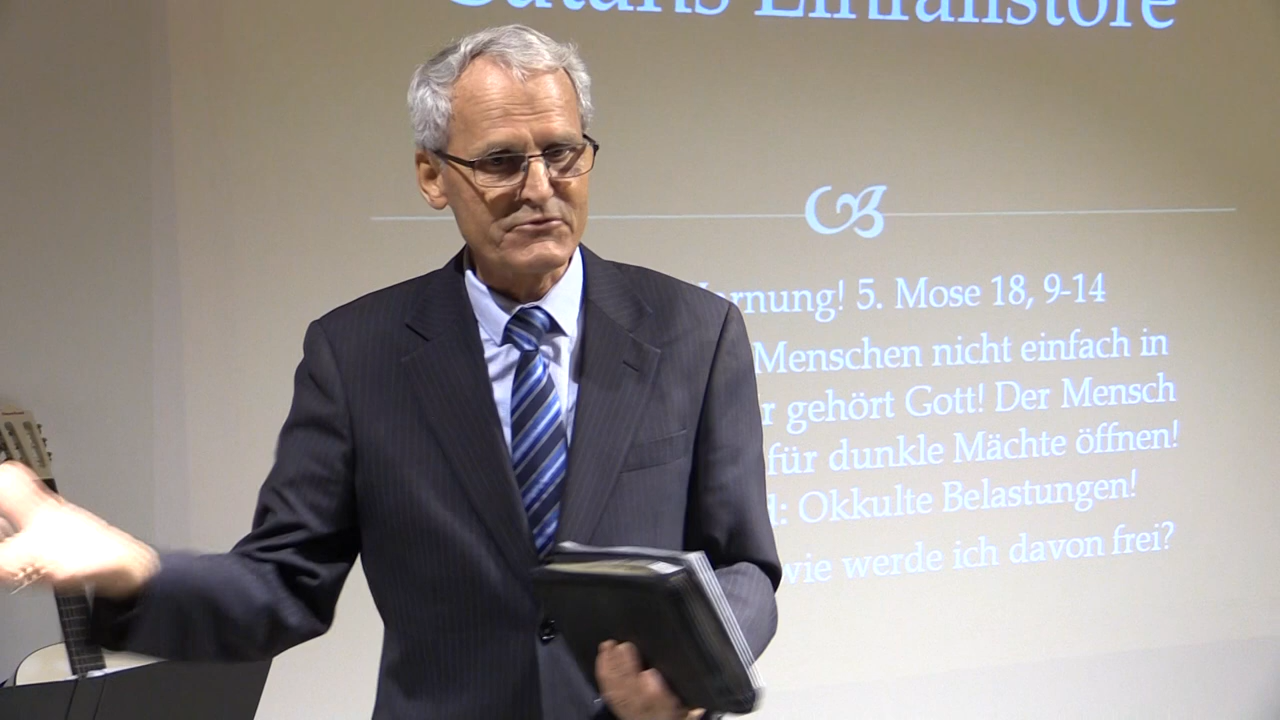 Satans Einfallstore
Warnung! 5. Mose 18, 9-14
Menschen nicht einfach in
gehört Gott! Der Mensch
für dunkle Mächte öffnen!
Okkulte Belastungen!
wie werde ich davon frei?